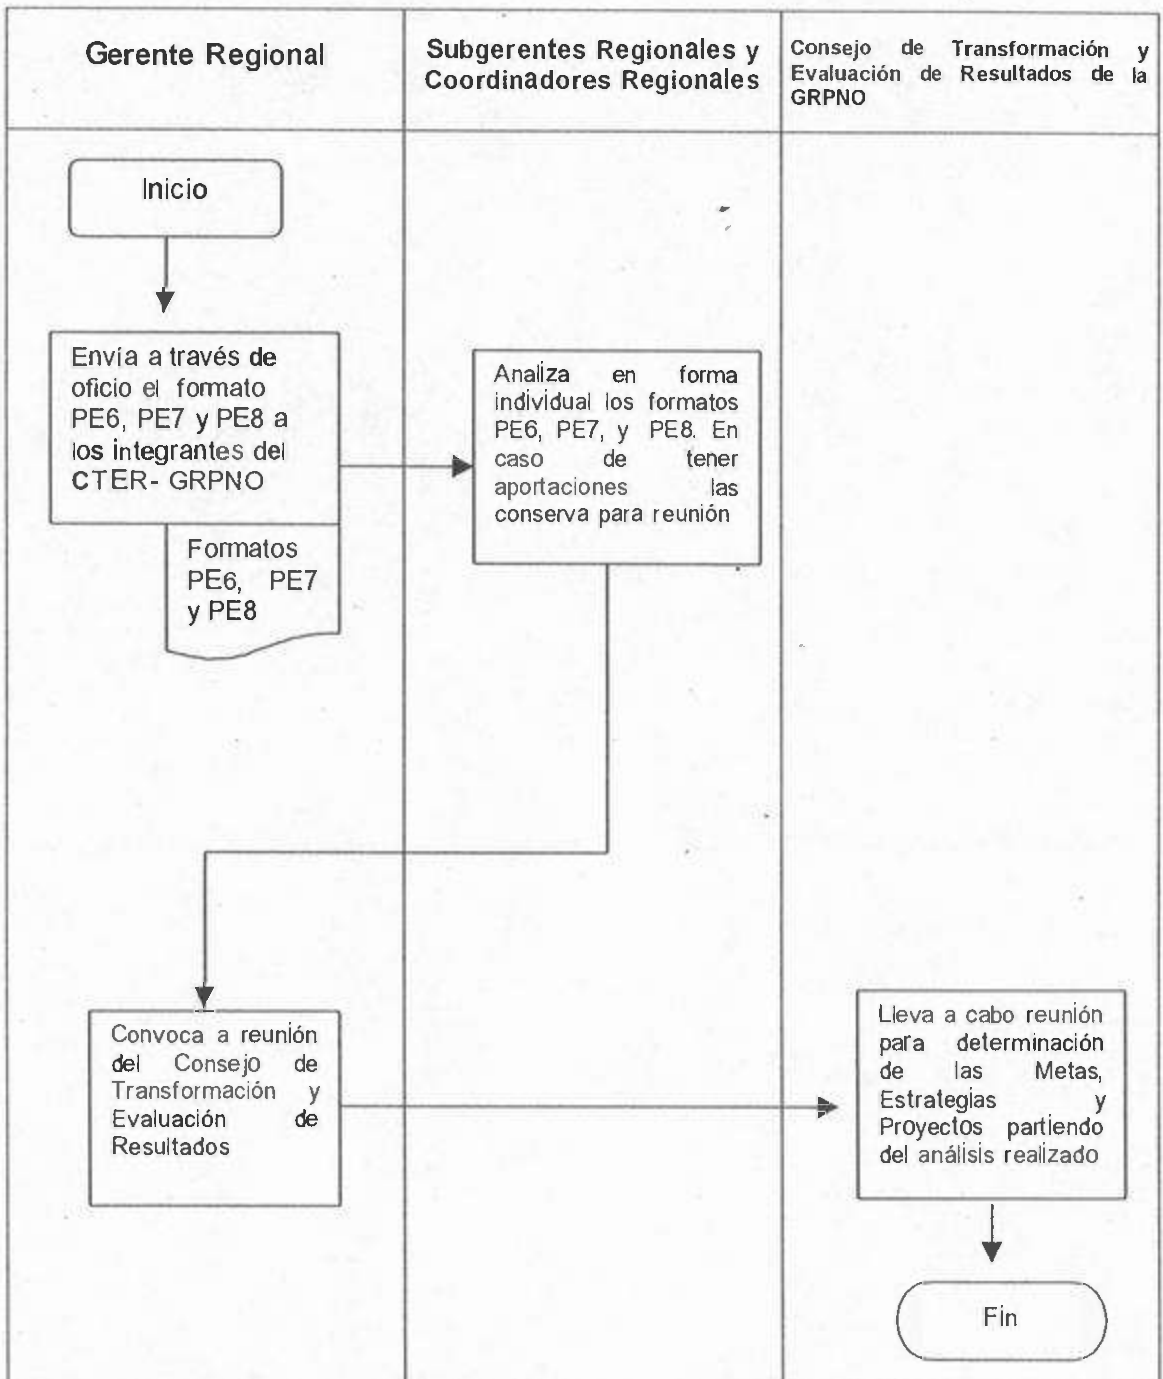 Gerente Regional
Subgerentes Regionales y
Coordinadores Regionales
Consejo de Transformación y
Evaluación de Resultados de la
GRPNO
Inicio
Envía a través de
oficio el formato
PE6, PE7 y PE8 a
los integrantes del
CTER- GRPNO
Formatos
PE6, PE7
y PE8
Analiza en forma
individual los formatos
PE6, PE7, y PE8. En
caso de tener
aportaciones las
conserva para reunión
Convoca a reunión
del Consejo de
Transformación y
Evaluación de
Resultados
Lleva a cabo reunión
para determinación
de las Metas,
Estrategias y
Proyectos partiendo
del análisis realizado
Fin